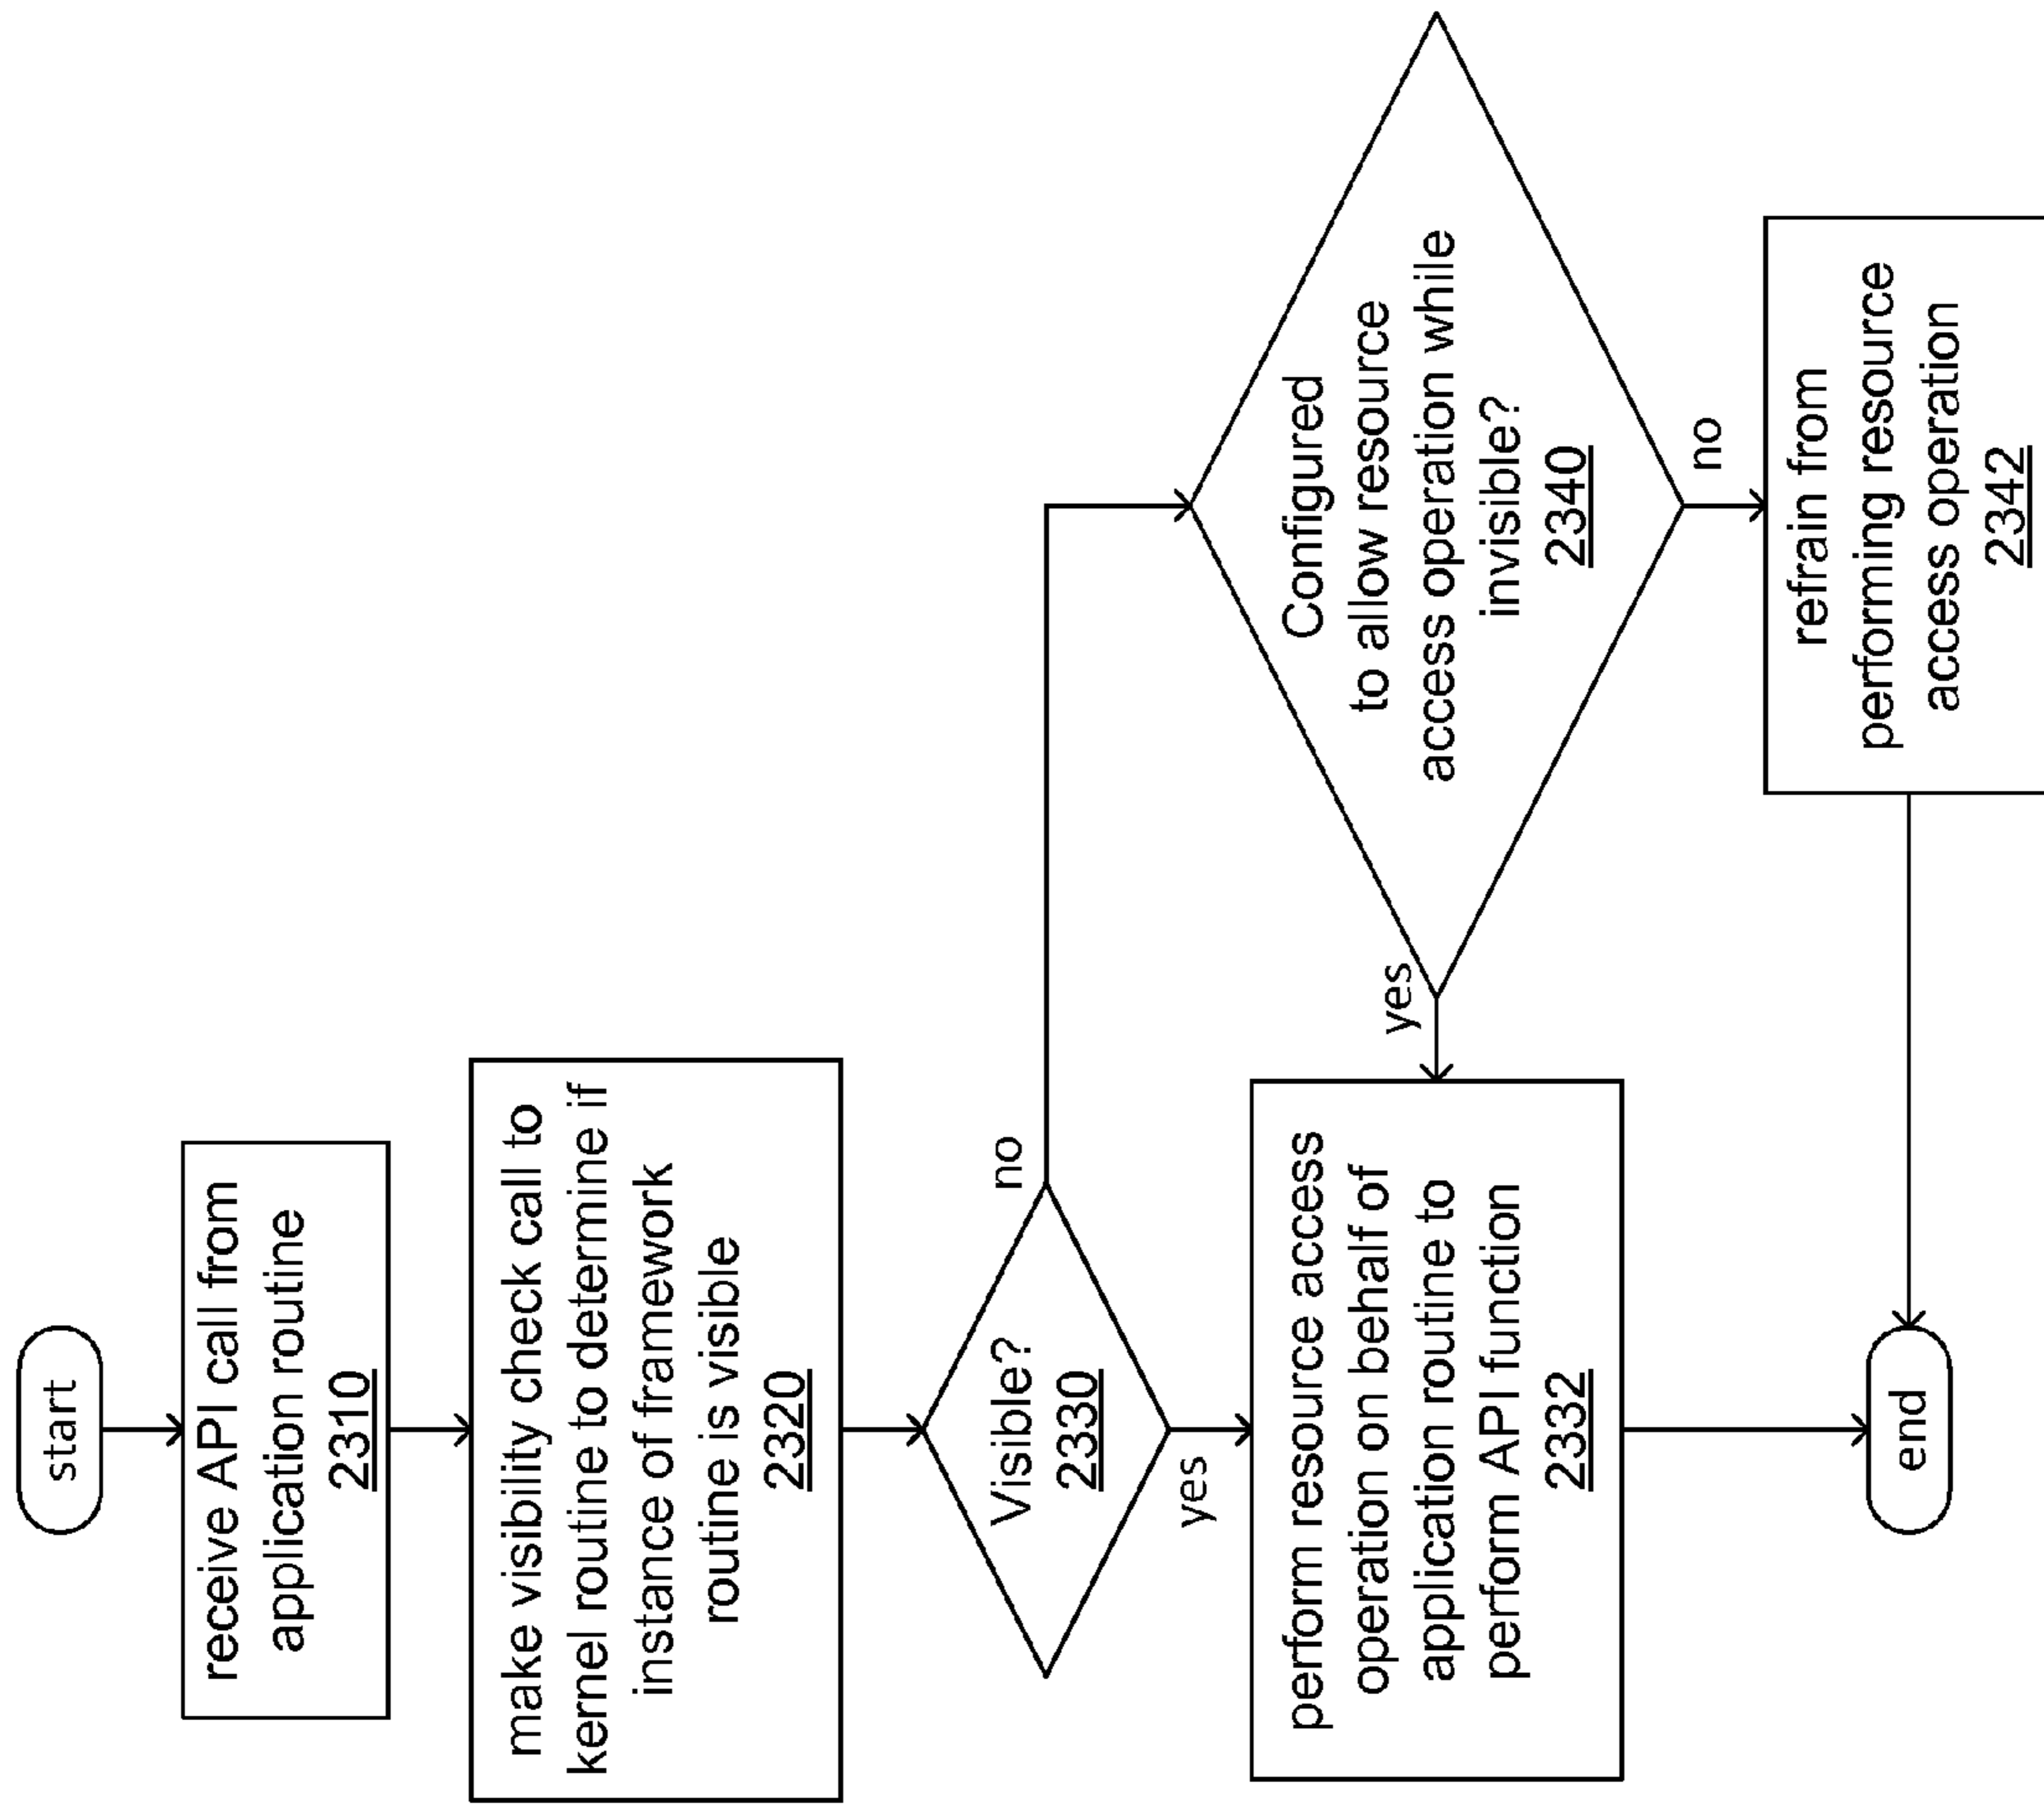 start
receive API call from
application routine
2310
make visibility check call to
kernel routine to determine if
instance of framework
routine is visible
2320
Visible?
2330
no
yes
perform resource access
operation on behalf of
application routine to
perform API function
2332
Configured
to allow resource
access operation while
invisible?
2340
yes
no
refrain from
performing resource
access operation
2342
end